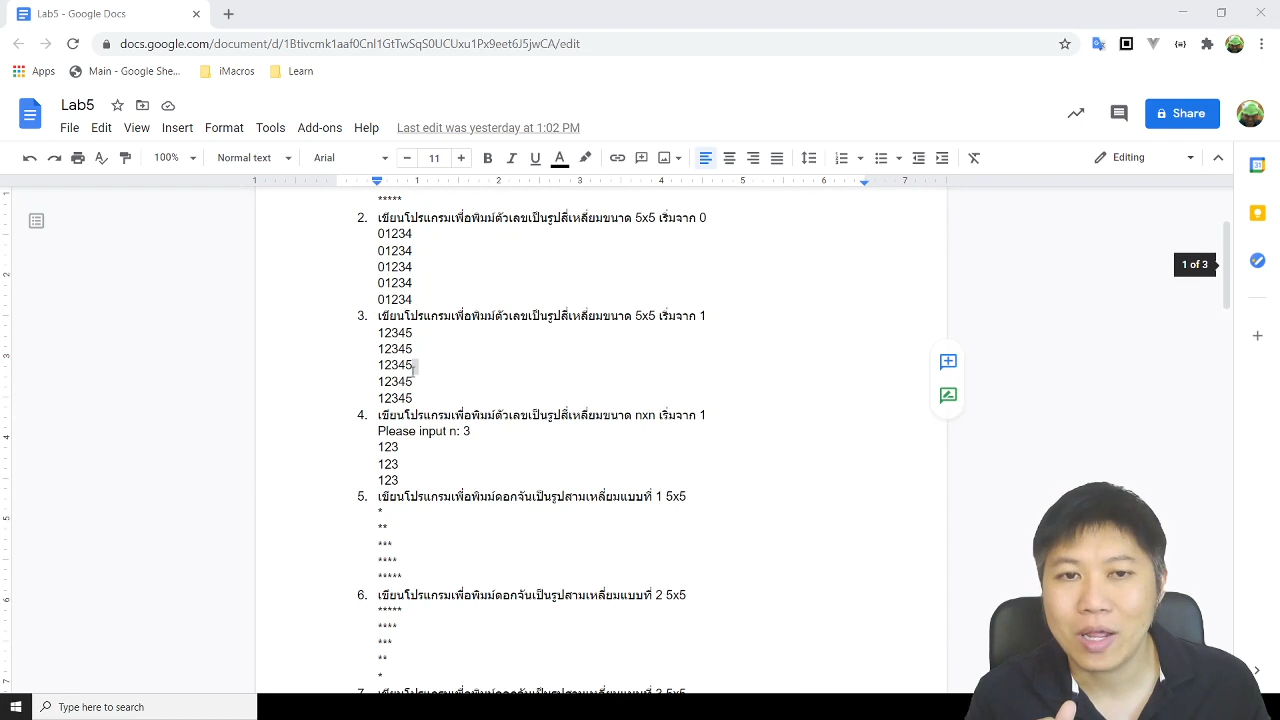 Lab5 - Google Docs
docs.google.com/document/d/1Btivcmk1aaf0Cnl1GtTwSqS0UCUxu1Px9eet6J5jwCA/edit
Apps
Main - Google She...
iMacros
Learn
Lab5
Share
File Edit View Insert Format Tools Add-ons Help Last edit was yesterday at 1:02 PM
100% Normal text Arial 11 Editing
1 1 2 3 4 5 6 7
*****
2. เขียนโปรแกรมเพื่อพิมม์ตัวเลขเป็นรูปสี่เหลี่ยมขนาด 5x5 เริ่มจาก 0
01234
01234
01234
01234
01234
3. เขียนโปรแกรมเพื่อพิมม์ตัวเลขเป็นรูปสี่เหลี่ยมขนาด 5x5 เริ่มจาก 1
12345
12345
12345
12345
12345
4. เขียนโปรแกรมเพื่อพิมม์ตัวเลขเป็นรูปสี่เหลี่ยมขนาด nxn เริ่มจาก 1
Please input n: 3
123
123
123
5. เขียนโปรแกรมเพื่อพิมม์ดอกจันเป็นรูปสามเหลี่ยมแบบที่ 1 5x5
*
**
***
****
*****
6. เขียนโปรแกรมเพื่อพิมม์ดอกจันเป็นรูปสามเหลี่ยมแบบที่ 2 5x5
*****
****
***
**
*
1 of 3
Type here to search